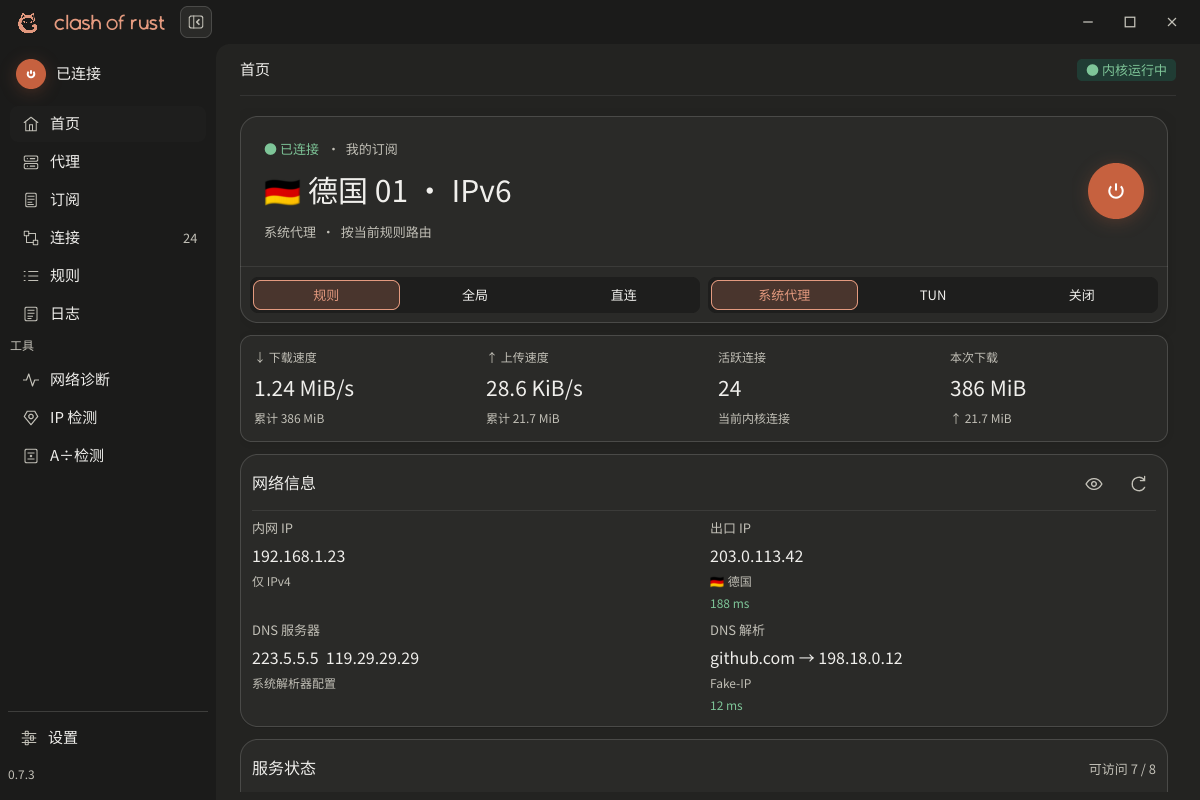 clash of rust
已连接
首页
代理
订阅
连接 24
规则
日志
工具
网络诊断
IP 检测
A÷检测
设置
0.7.3
首页
内核运行中
已连接 · 我的订阅
德国 01 · IPv6
系统代理 · 按当前规则路由
规则 全局 直连 系统代理 TUN 关闭
↓ 下载速度
1.24 MiB/s
累计 386 MiB
↑ 上传速度
28.6 KiB/s
累计 21.7 MiB
活跃连接
24
当前内核连接
本次下载
386 MiB
↑ 21.7 MiB
网络信息
内网 IP
192.168.1.23
仅 IPv4
出口 IP
203.0.113.42
德国
188 ms
DNS 服务器
223.5.5.5 119.29.29.29
系统解析器配置
DNS 解析
github.com → 198.18.0.12
Fake-IP
12 ms
服务状态
可访问 7 / 8